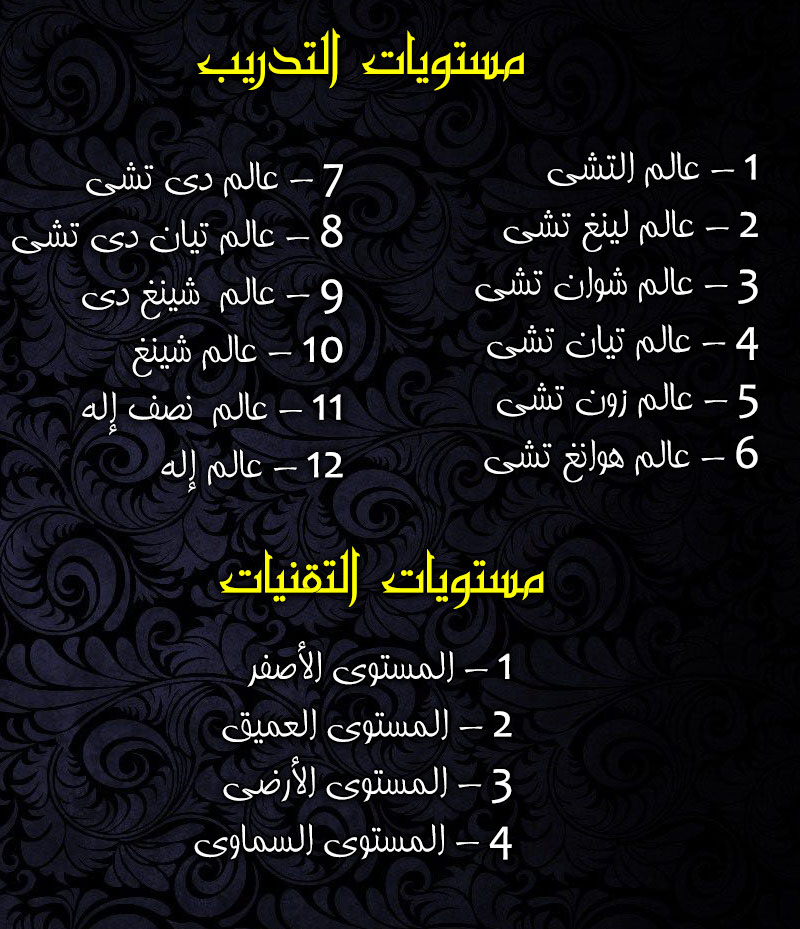 مستويات التدريب
1 – عالم التشى
2 – عالم لينغ تشى
3 – عالم شوان تشى
4 – عالم تيان تشى
5 – عالم زون تشى
6 – عالم هوانغ تشى
7 – عالم دى تشى
8 – عالم تيان دى تشى
9 – عالم شينغ دى
10 – عالم شينغ
11 – عالم نصف إله
12 – عالم إله
مستويات التقنيات
1 – المستوى الأصفر
2 – المستوى العميق
3 – المستوى الأرضى
4 – المستوى السماوى